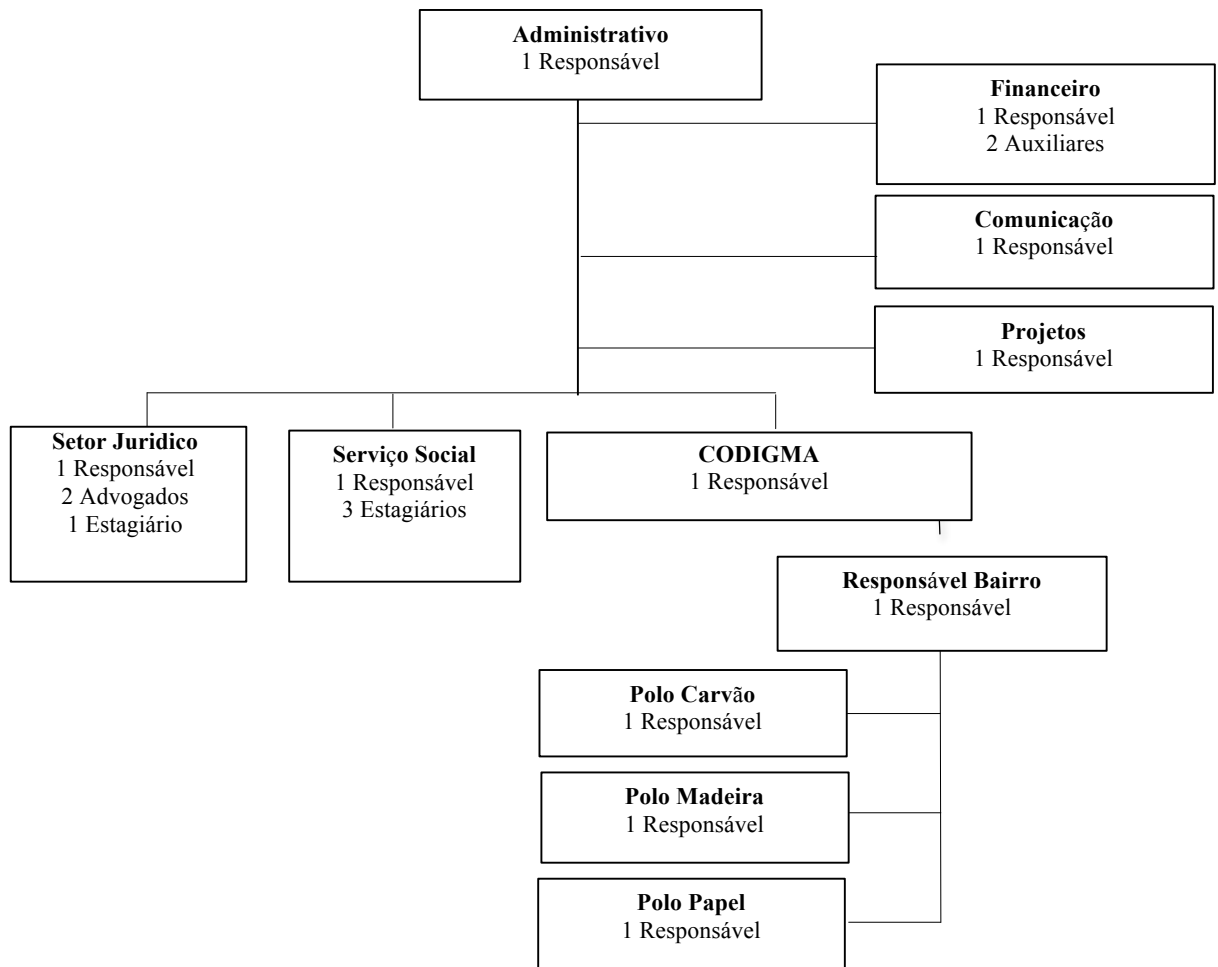 Administrativo
1 Responsável
Financeiro
1 Responsável
2 Auxiliares
Comunicação
1 Responsável
Projetos
1 Responsável
Setor Juridico
1 Responsável
2 Advogados
1 Estagiário
Serviço Social
1 Responsável
3 Estagiários
CODIGMA
1 Responsável
Responsável Bairro
1 Responsável
Polo Carvão
1 Responsável
Polo Madeira
1 Responsável
Polo Papel
1 Responsável